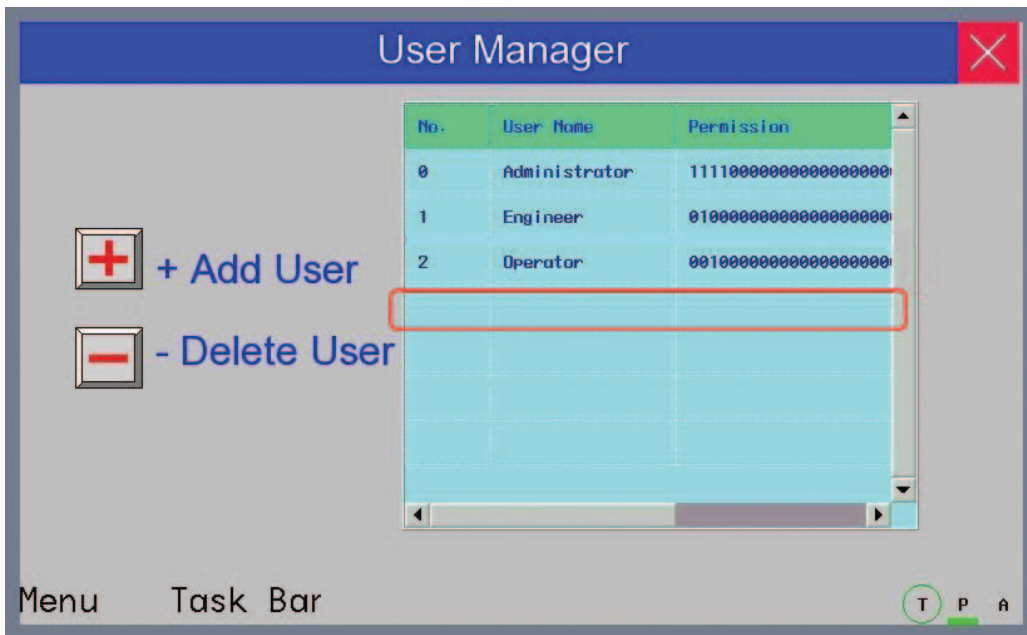 User Manager
No. User Name Permission
0 Administrator 11110000000000000000
1 Engineer 01000000000000000000
2 Operator 00100000000000000000
+ Add User
- Delete User
Menu Task Bar
T P A